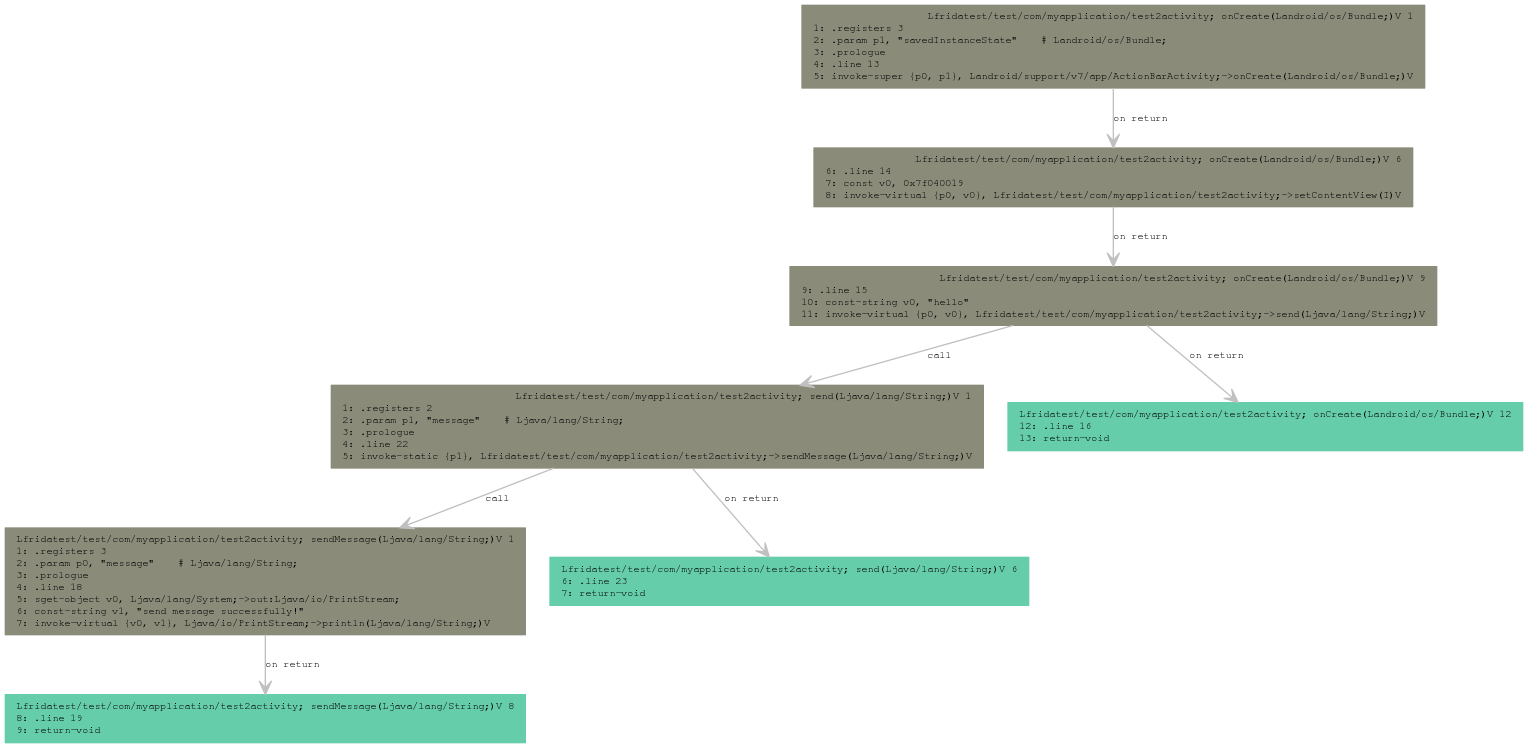 Lfridatest/test/com/myapplication/test2activity; onCreate(Landroid/os/Bundle;)V 1
1: .registers 3
2: .param p1, "savedInstanceState"    # Landroid/os/Bundle;
3: .prologue
4: .line 13
5: invoke-super {p0, p1}, Landroid/support/v7/app/ActionBarActivity;->onCreate(Landroid/os/Bundle;)V
on return
Lfridatest/test/com/myapplication/test2activity; onCreate(Landroid/os/Bundle;)V 6
6: .line 14
7: const v0, 0x7f040019
8: invoke-virtual {p0, v0}, Lfridatest/test/com/myapplication/test2activity;->setContentView(I)V
on return
Lfridatest/test/com/myapplication/test2activity; onCreate(Landroid/os/Bundle;)V 9
9: .line 15
10: const-string v0, "hello"
11: invoke-virtual {p0, v0}, Lfridatest/test/com/myapplication/test2activity;->send(Ljava/lang/String;)V
call
on return
Lfridatest/test/com/myapplication/test2activity; send(Ljava/lang/String;)V 1
1: .registers 2
2: .param p1, "message"    # Ljava/lang/String;
3: .prologue
4: .line 22
5: invoke-static {p1}, Lfridatest/test/com/myapplication/test2activity;->sendMessage(Ljava/lang/String;)V
Lfridatest/test/com/myapplication/test2activity; onCreate(Landroid/os/Bundle;)V 12
12: .line 16
13: return-void
call
on return
Lfridatest/test/com/myapplication/test2activity; sendMessage(Ljava/lang/String;)V 1
1: .registers 3
2: .param p0, "message"    # Ljava/lang/String;
3: .prologue
4: .line 18
5: sget-object v0, Ljava/lang/System;->out:Ljava/io/PrintStream;
6: const-string v1, "send message successfully!"
7: invoke-virtual {v0, v1}, Ljava/io/PrintStream;->println(Ljava/lang/String;)V
Lfridatest/test/com/myapplication/test2activity; send(Ljava/lang/String;)V 6
6: .line 23
7: return-void
on return
Lfridatest/test/com/myapplication/test2activity; sendMessage(Ljava/lang/String;)V 8
8: .line 19
9: return-void